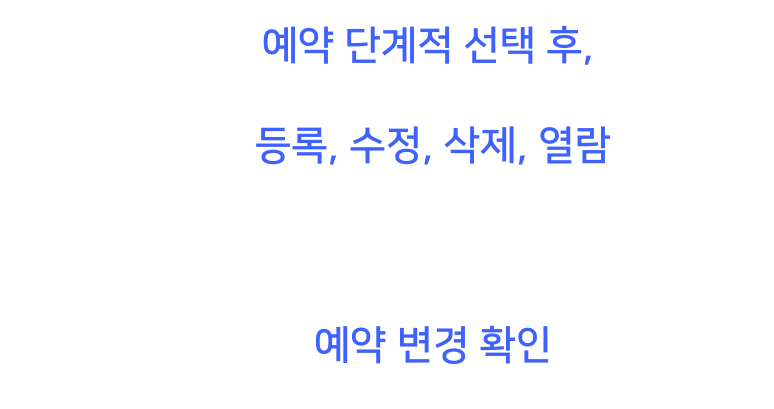 예약 단계적 선택 후,
등록, 수정, 삭제, 열람
예약 변경 확인